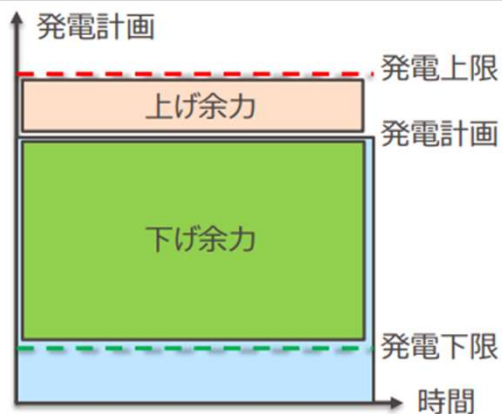 発電計画
発電上限
上げ余力
発電計画
下げ余力
発電下限
時間